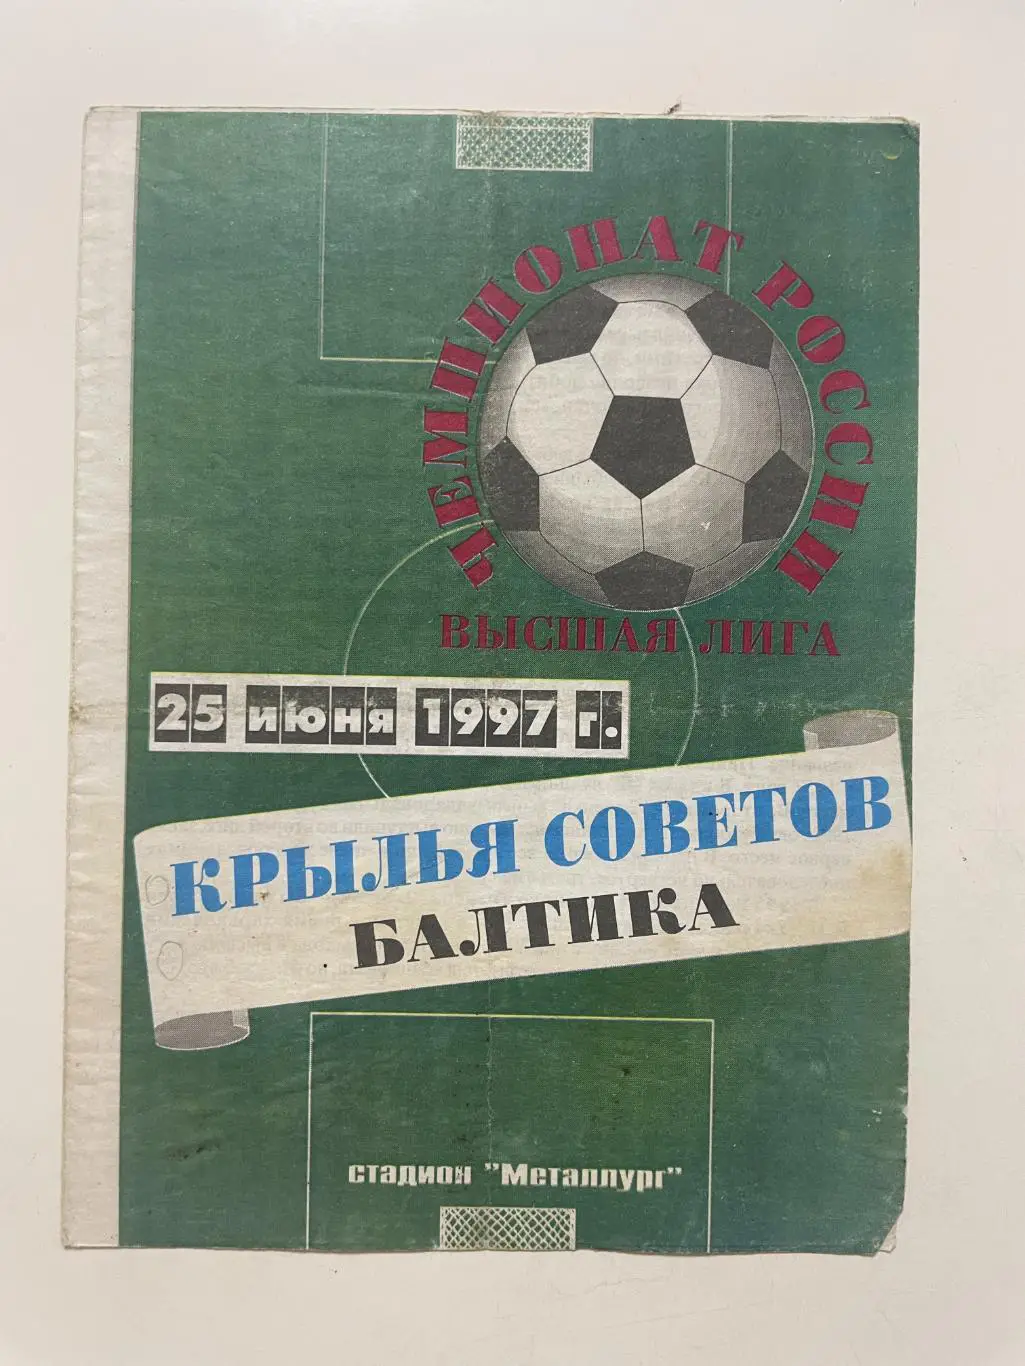 ЧЕМПИОНАТ РОССИИ
ВЫСШАЯ ЛИГА
25 июня 1997 г.
КРЫЛЬЯ СОВЕТОВ
БАЛТИКА
стадион "Металлург"